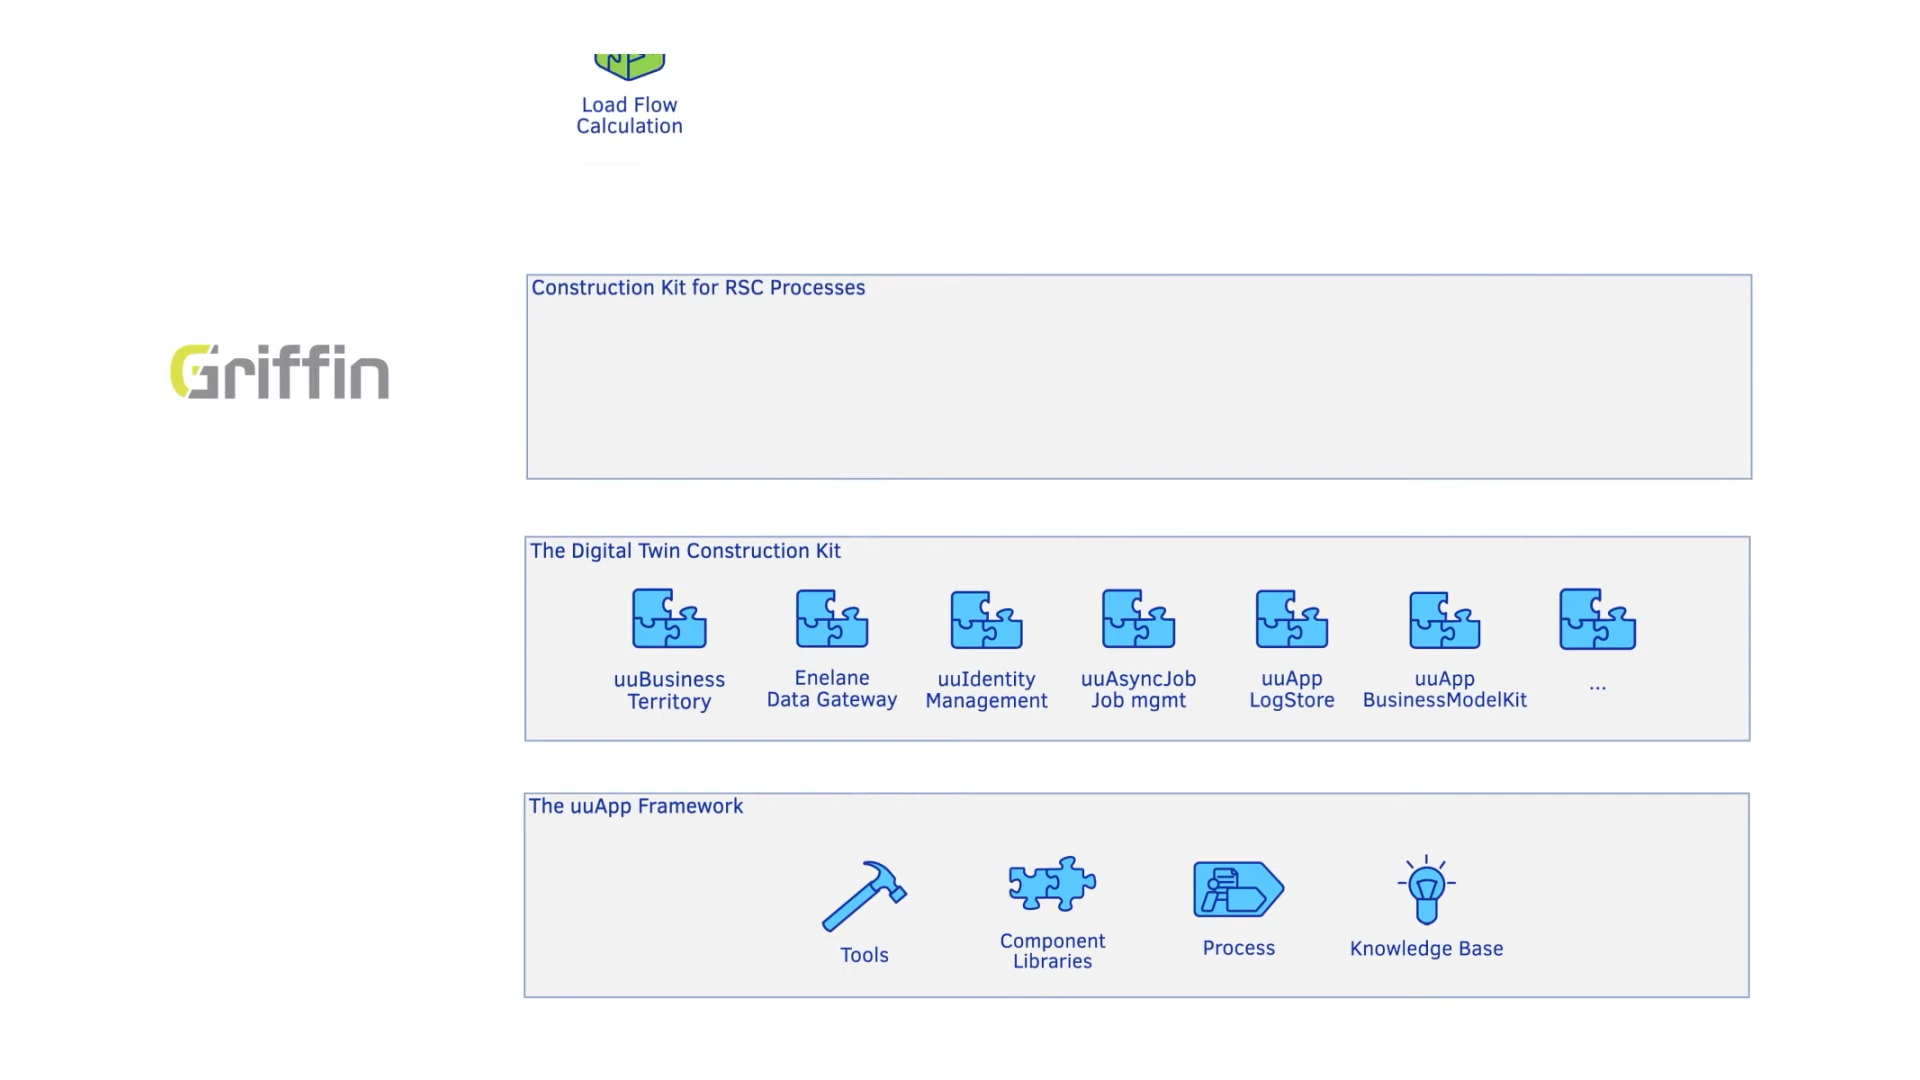 Load Flow
Calculation
Construction Kit for RSC Processes
Griffin
The Digital Twin Construction Kit
uuBusiness
Territory
Enelane
Data Gateway
uuIdentity
Management
uuAsyncJob
Job mgmt
uuApp
LogStore
uuApp
BusinessModelKit
...
The uuApp Framework
Tools
Component
Libraries
Process
Knowledge Base